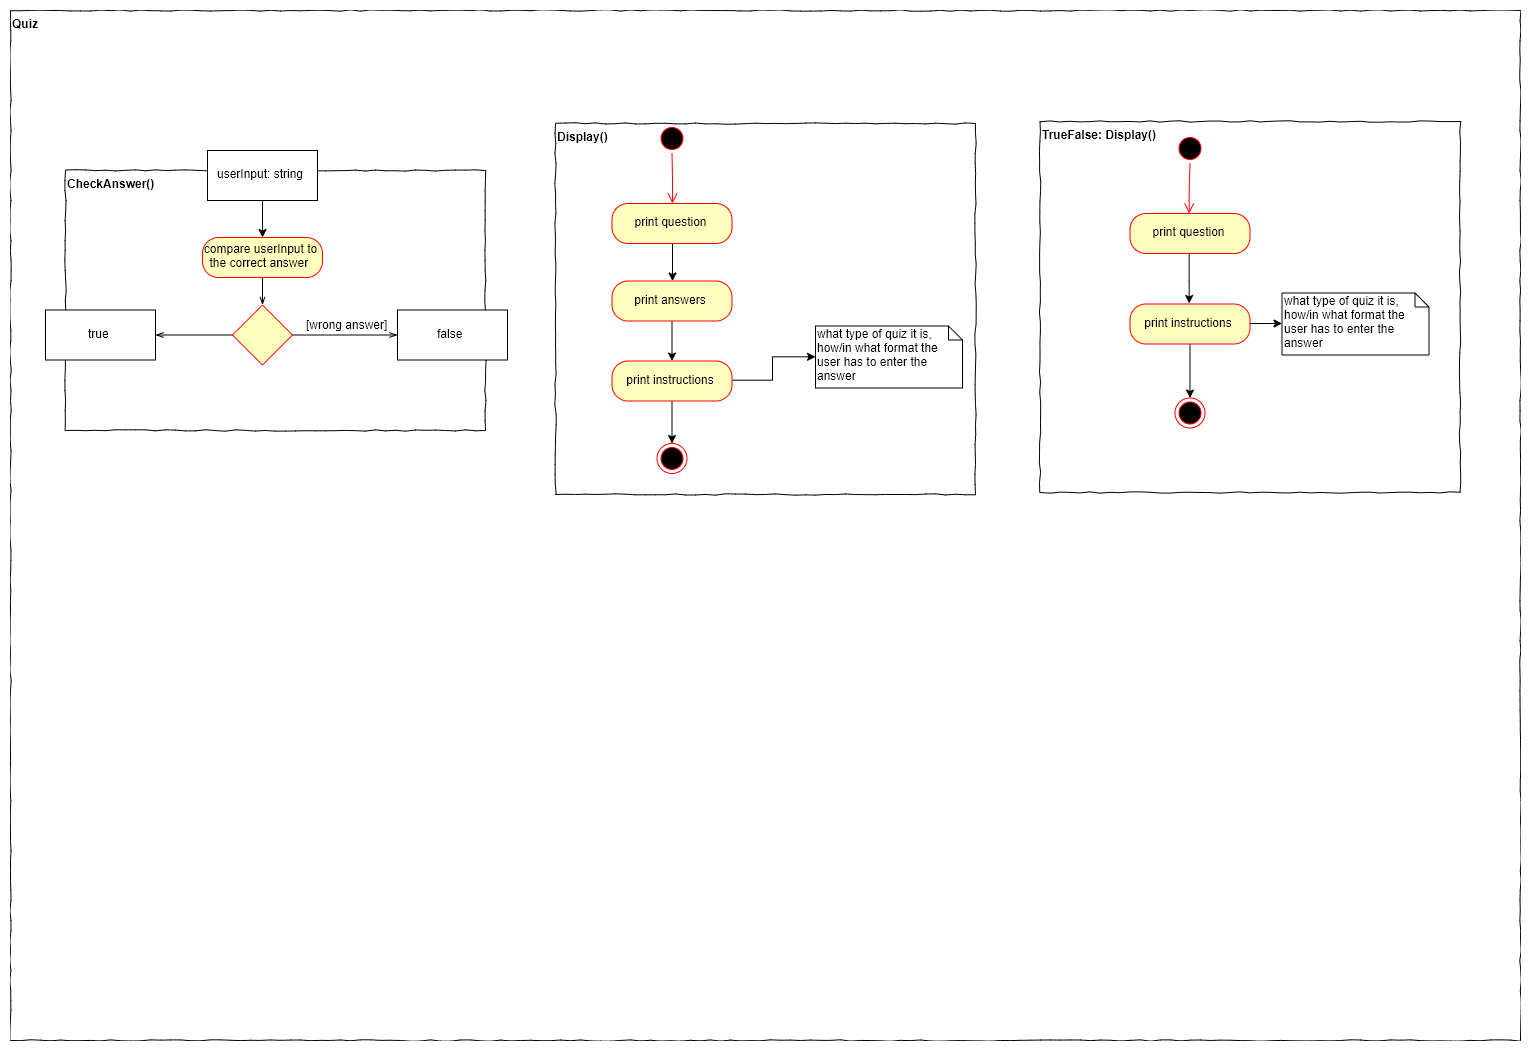 Quiz
CheckAnswer()
userInput: string
compare userInput to
the correct answer
true
[wrong answer]
false
Display()
print question
print answers
print instructions
what type of quiz it is,
how/in what format the
user has to enter the
answer
TrueFalse: Display()
print question
print instructions
what type of quiz it is,
how/in what format the
user has to enter the
answer